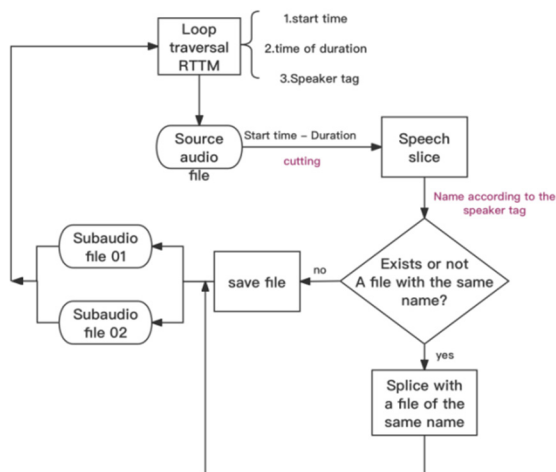 Loop
traversal
RTTM
1.start time
2.time of duration
3.Speaker tag
Source
audio
file
Start time – Duration
cutting
Speech
slice
Name according to the
speaker tag
Exists or not
A file with the same
name?
no
save file
Subaudio
file 01
Subaudio
file 02
yes
Splice with
a file of the
same name